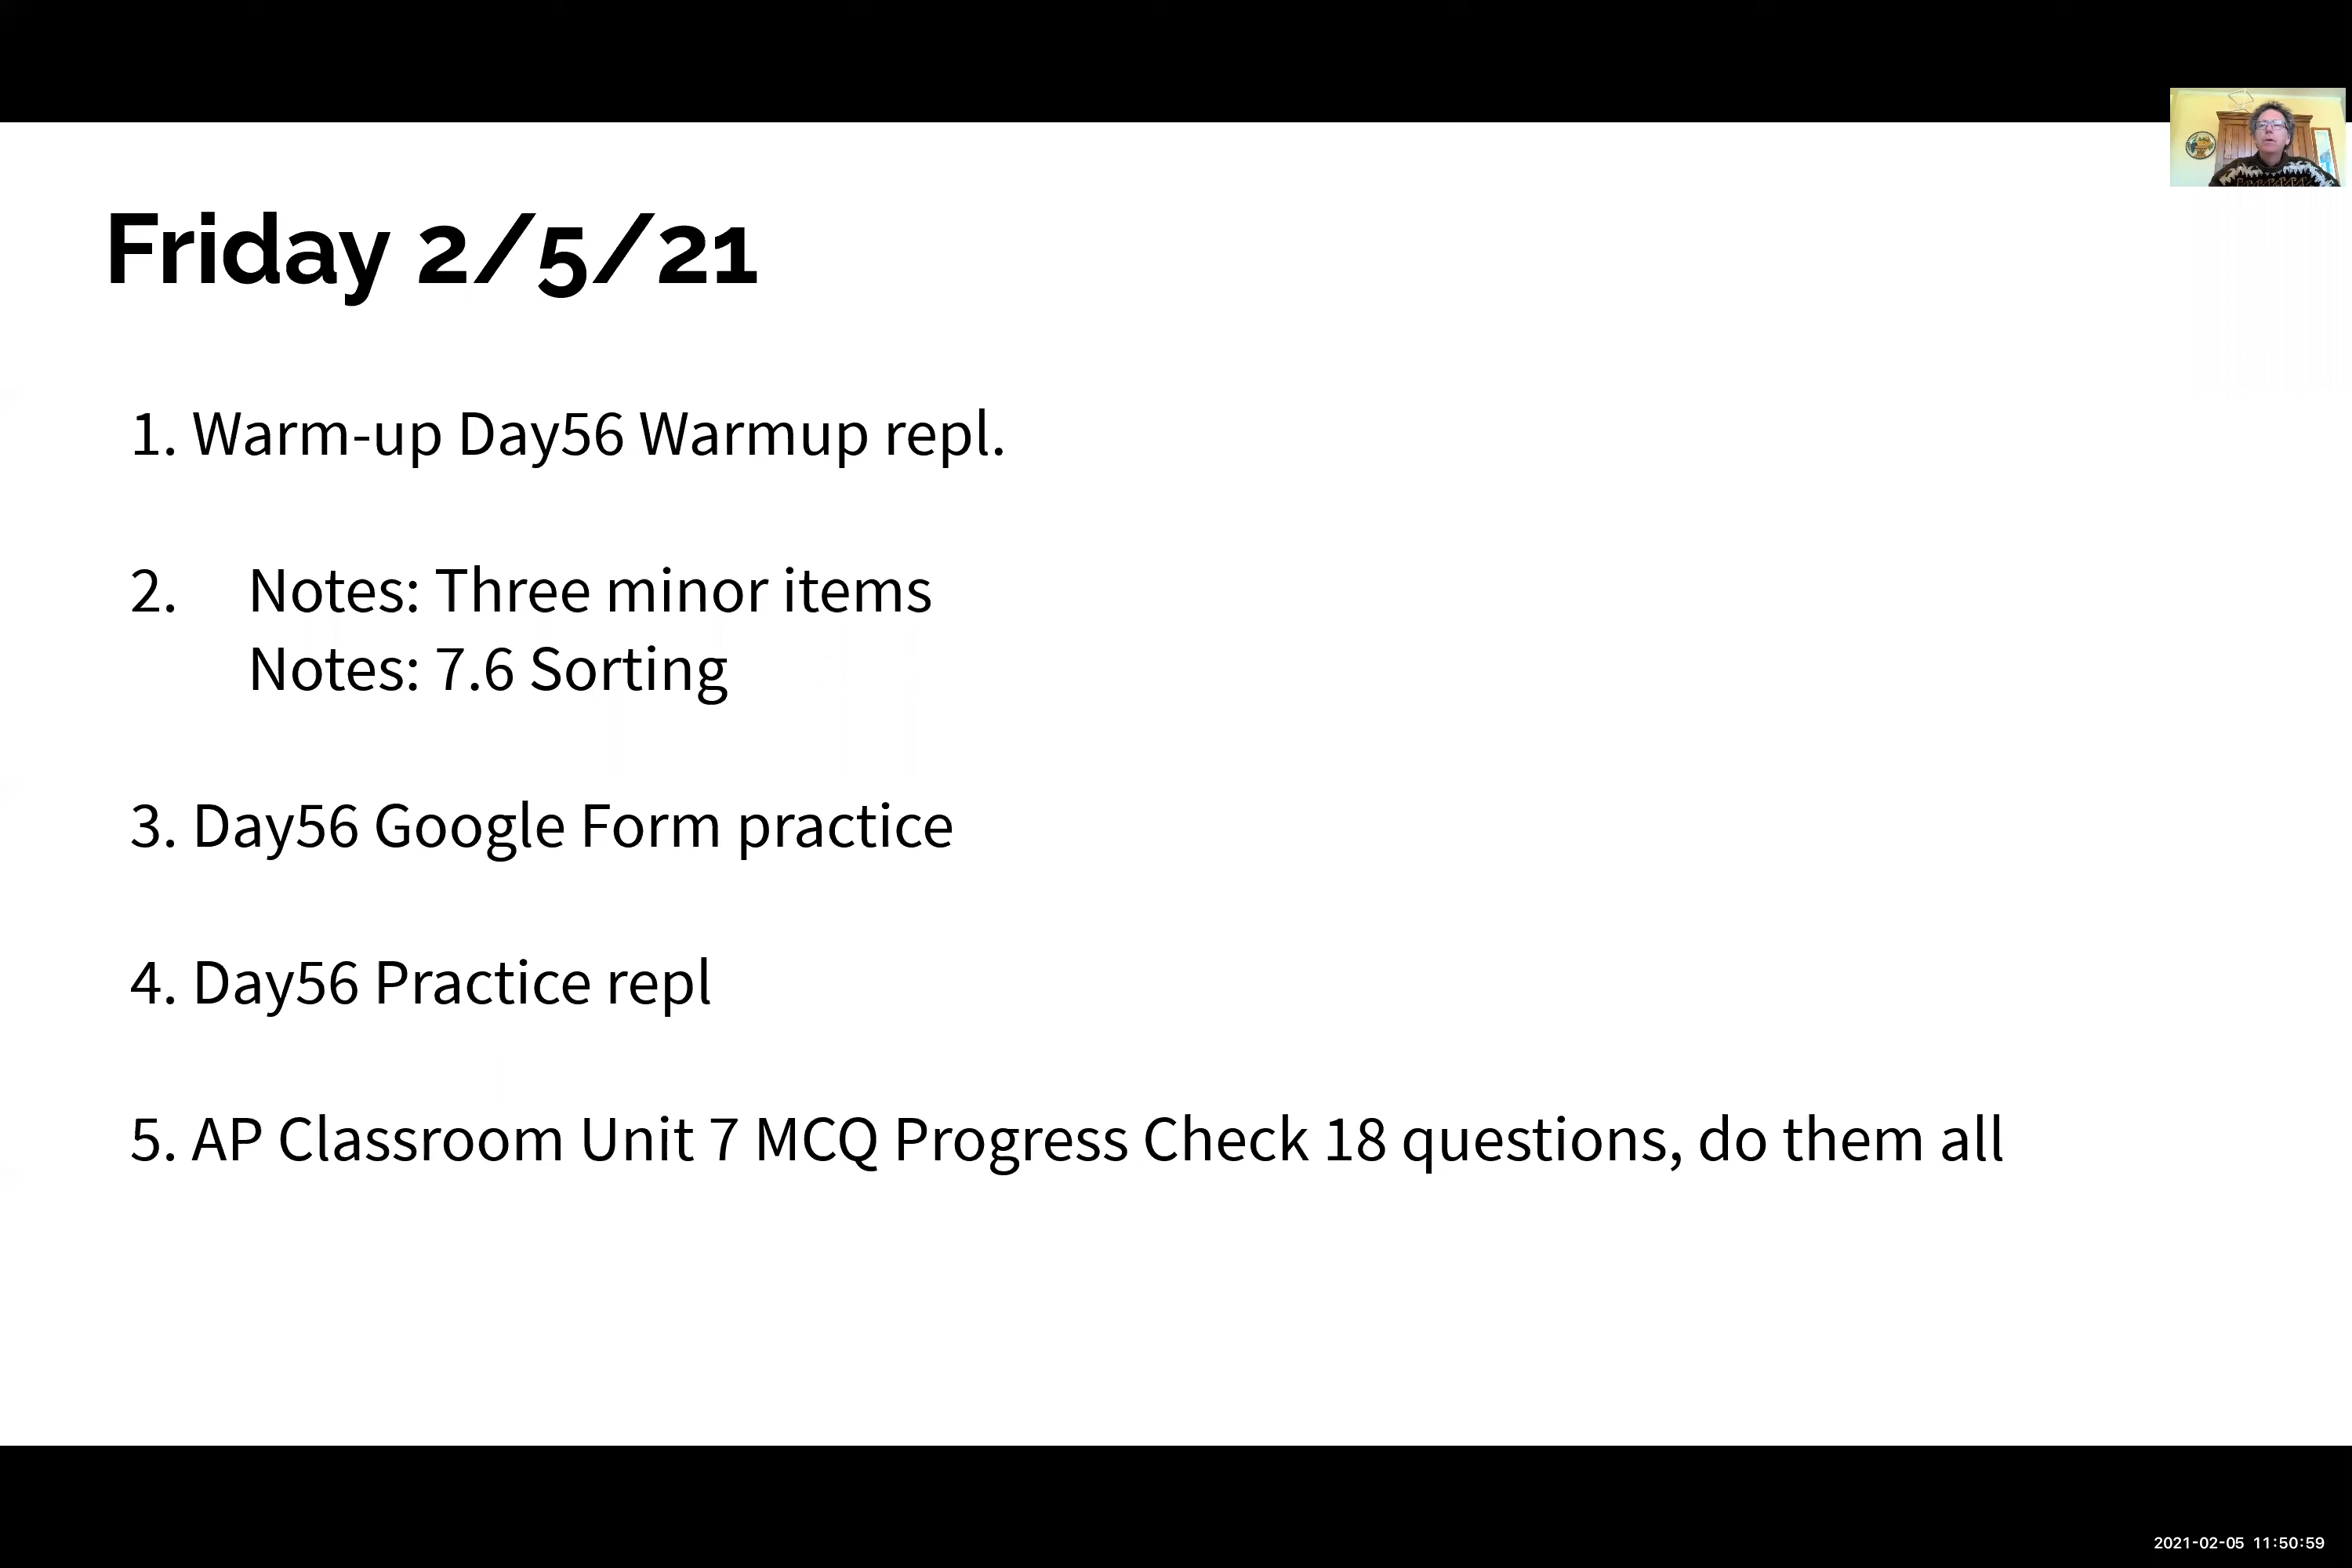 Friday 2/5/21
1. Warm-up Day56 Warmup repl.
2. Notes: Three minor items
Notes: 7.6 Sorting
3. Day56 Google Form practice
4. Day56 Practice repl
5. AP Classroom Unit 7 MCQ Progress Check 18 questions, do them all
2021-02-05 11:50:59